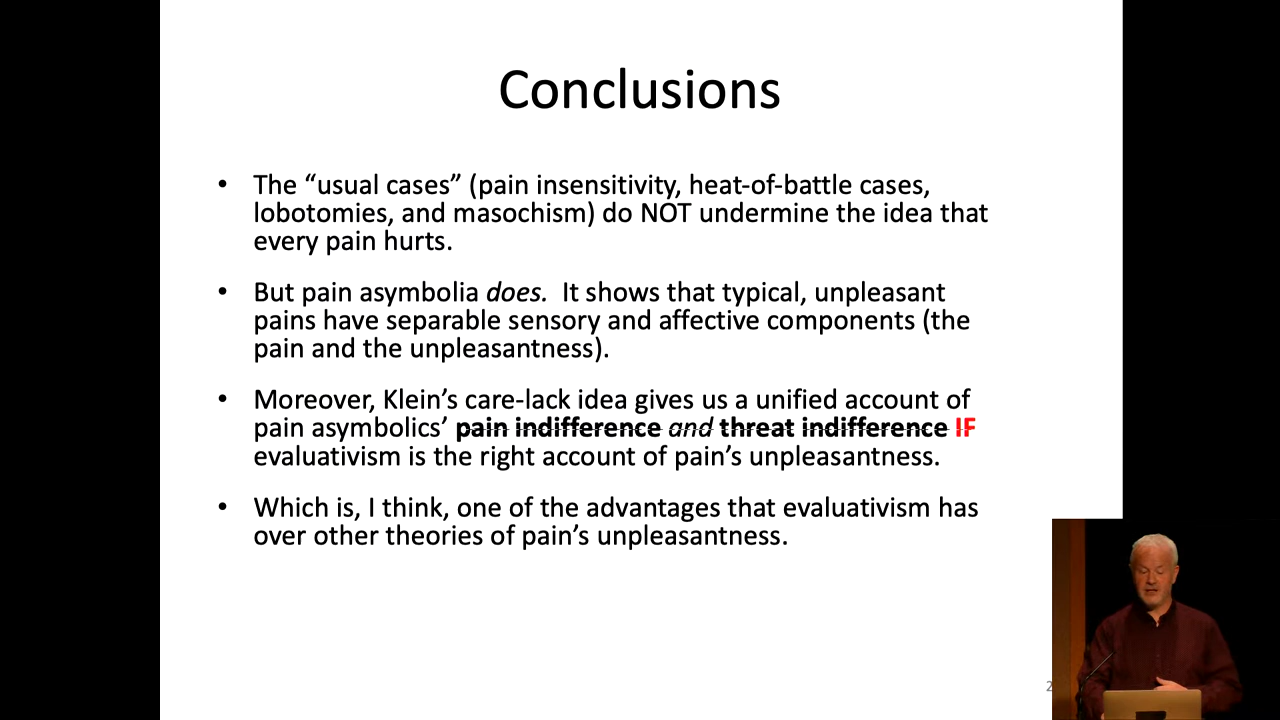 Conclusions
• The “usual cases” (pain insensitivity, heat-of-battle cases,
lobotomies, and masochism) do NOT undermine the idea that
every pain hurts.
• But pain asymbolia does.  It shows that typical, unpleasant
pains have separable sensory and affective components (the
pain and the unpleasantness).
• Moreover, Klein’s care-lack idea gives us a unified account of
pain asymbolics’ pain indifference and threat indifference IF
evaluativism is the right account of pain’s unpleasantness.
• Which is, I think, one of the advantages that evaluativism has
over other theories of pain’s unpleasantness.